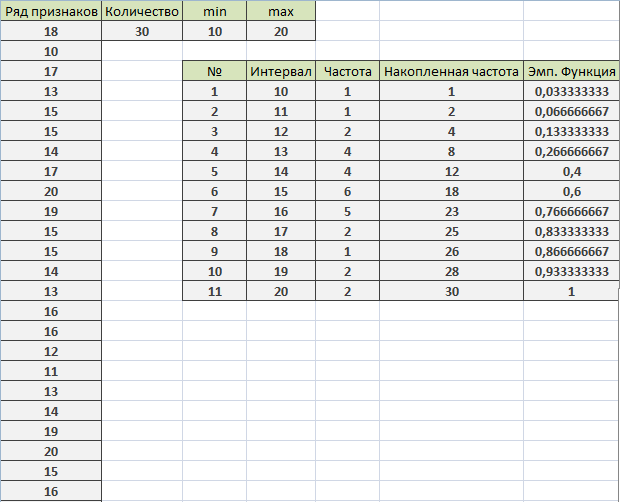 Ряд признаков Количество min max
18 30 10 20
10
17 № Интервал Частота Накопленная частота Эмп. Функция
13 1 10 1 1 0,033333333
15 2 11 1 2 0,066666667
15 3 12 2 4 0,133333333
14 4 13 4 8 0,266666667
17 5 14 4 12 0,4
20 6 15 6 18 0,6
19 7 16 5 23 0,766666667
15 8 17 2 25 0,833333333
15 9 18 1 26 0,866666667
14 10 19 2 28 0,933333333
13 11 20 2 30 1
16
16
12
11
13
14
19
20
15
16